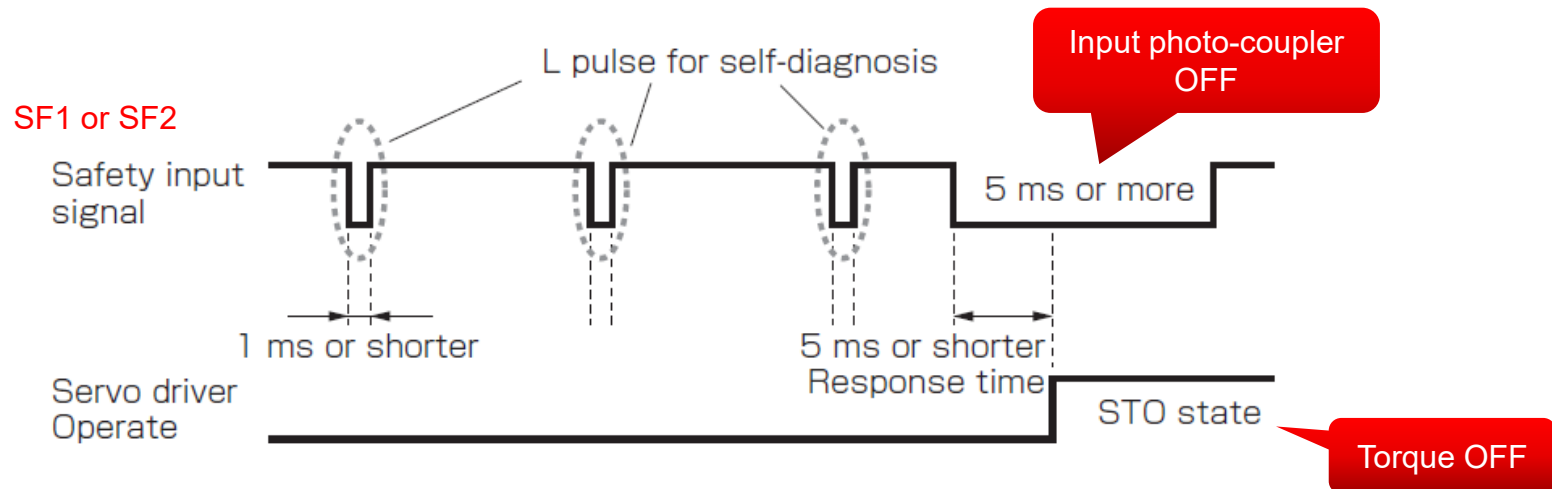 L pulse for self-diagnosis
Input photo-coupler
OFF
SF1 or SF2
Safety input
signal
5 ms or more
1 ms or shorter
5 ms or shorter
Response time
Servo driver
Operate
STO state
Torque OFF